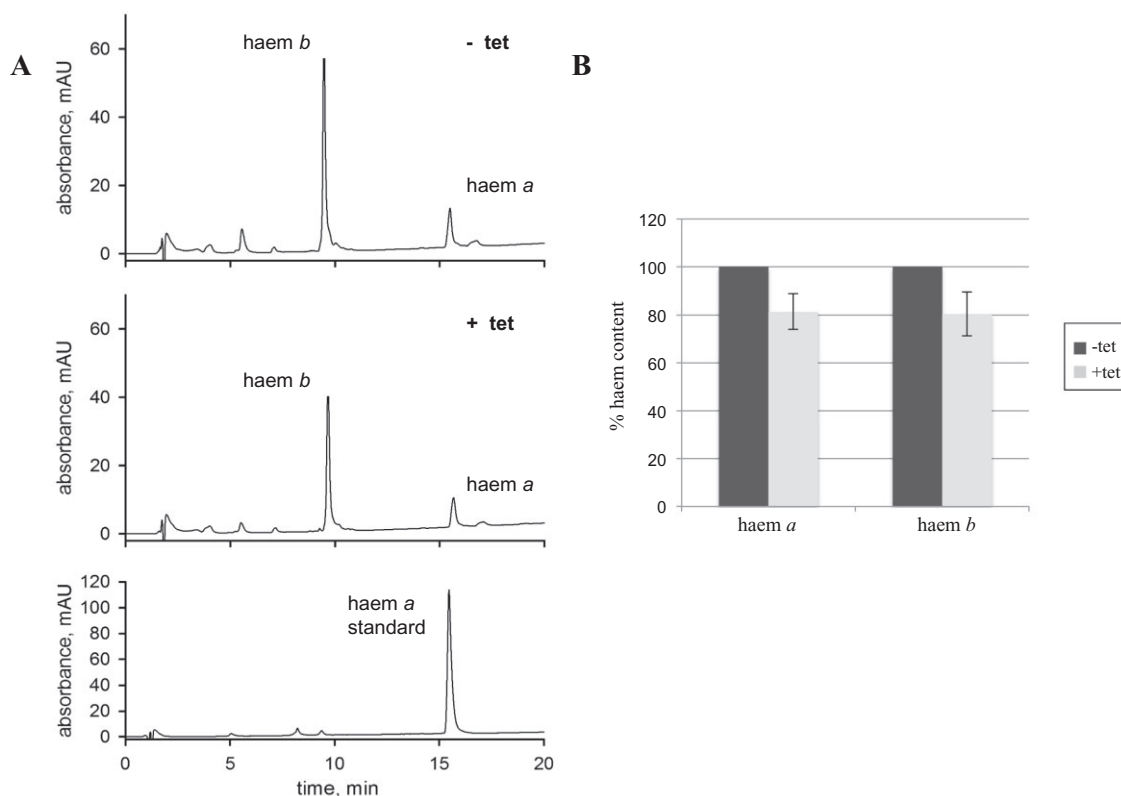 A
absorbance, mAU
60
40
20
0
haem b
- tet
haem a
absorbance, mAU
60
40
20
0
haem b
+ tet
haem a
absorbance, mAU
120
100
80
60
40
20
0
haem a
standard
0 5 10 15 20
time, min
B
% haem content
120
100
80
60
40
20
0
haem a haem b
-tet
+tet